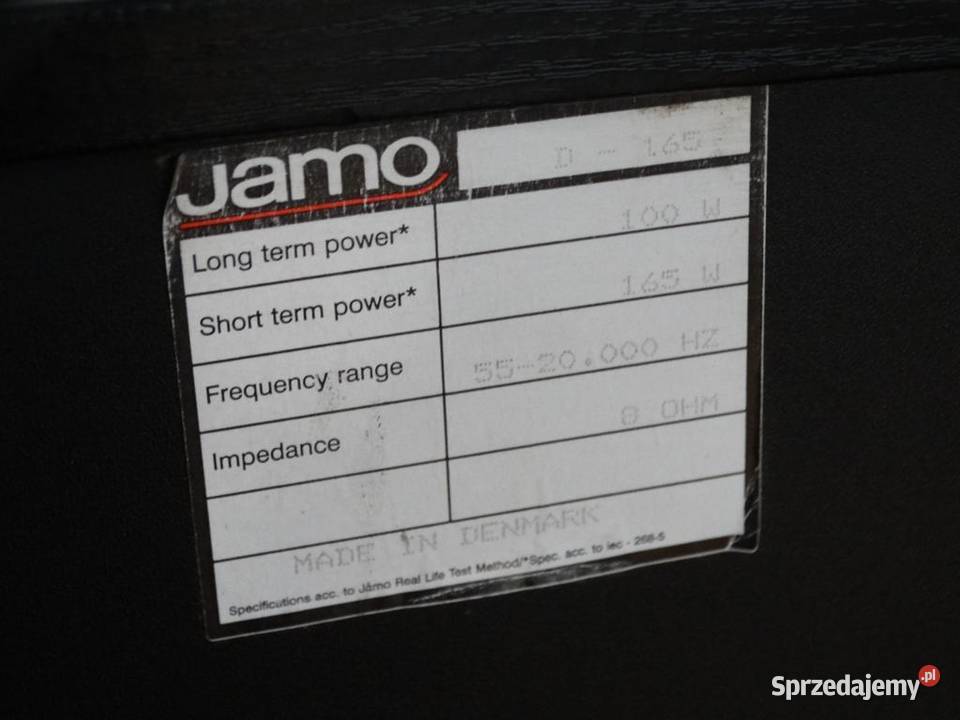 Jamo D - 165
Long term power* 100 W
Short term power* 165 W
Frequency range 55-20.000 HZ
Impedance 8 OHM
MADE IN DENMARK
Specifications acc. to Jamo Real Life Test Method/*Spec. acc. to iec - 268-5
Sprzedajemy.pl